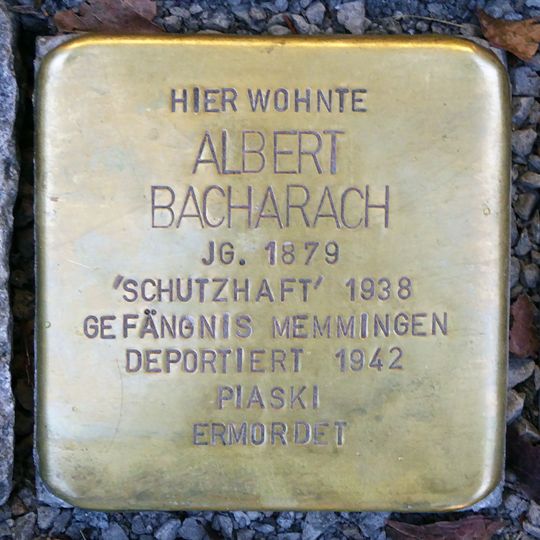 HIER WOHNTE
ALBERT
BACHARACH
JG. 1879
'SCHUTZHAFT' 1938
GEFÄNGNIS MEMMINGEN
DEPORTIERT 1942
PIASKI
ERMORDET